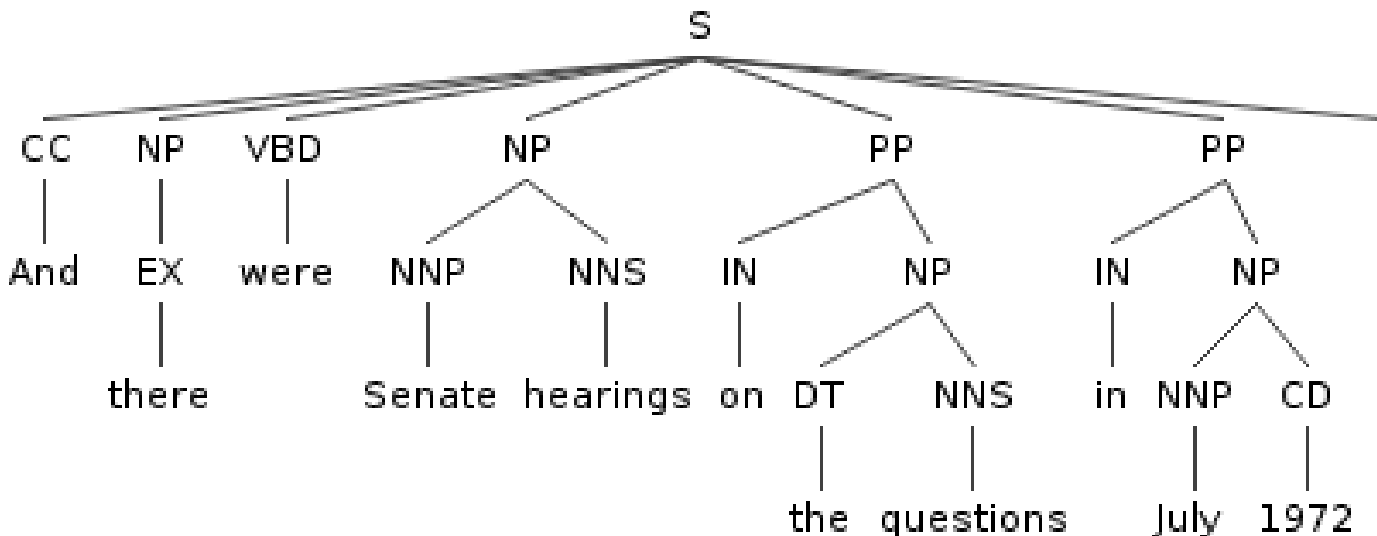 S
CC NP VBD NP PP PP
And EX were NNP NNS IN NP IN NP
there Senate hearings on DT NNS in NNP CD
the questions July 1972